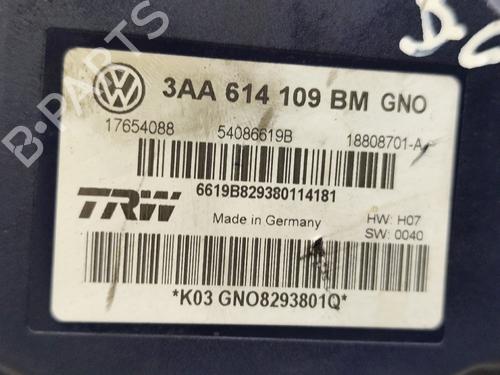 VW
3AA 614 109 BM GNO
17654088 54086619B 18808701-A
6619B829380114181
TRW
Made in Germany
HW: H07
SW: 0040
*K03 GNO8293801Q*
B-PARTS